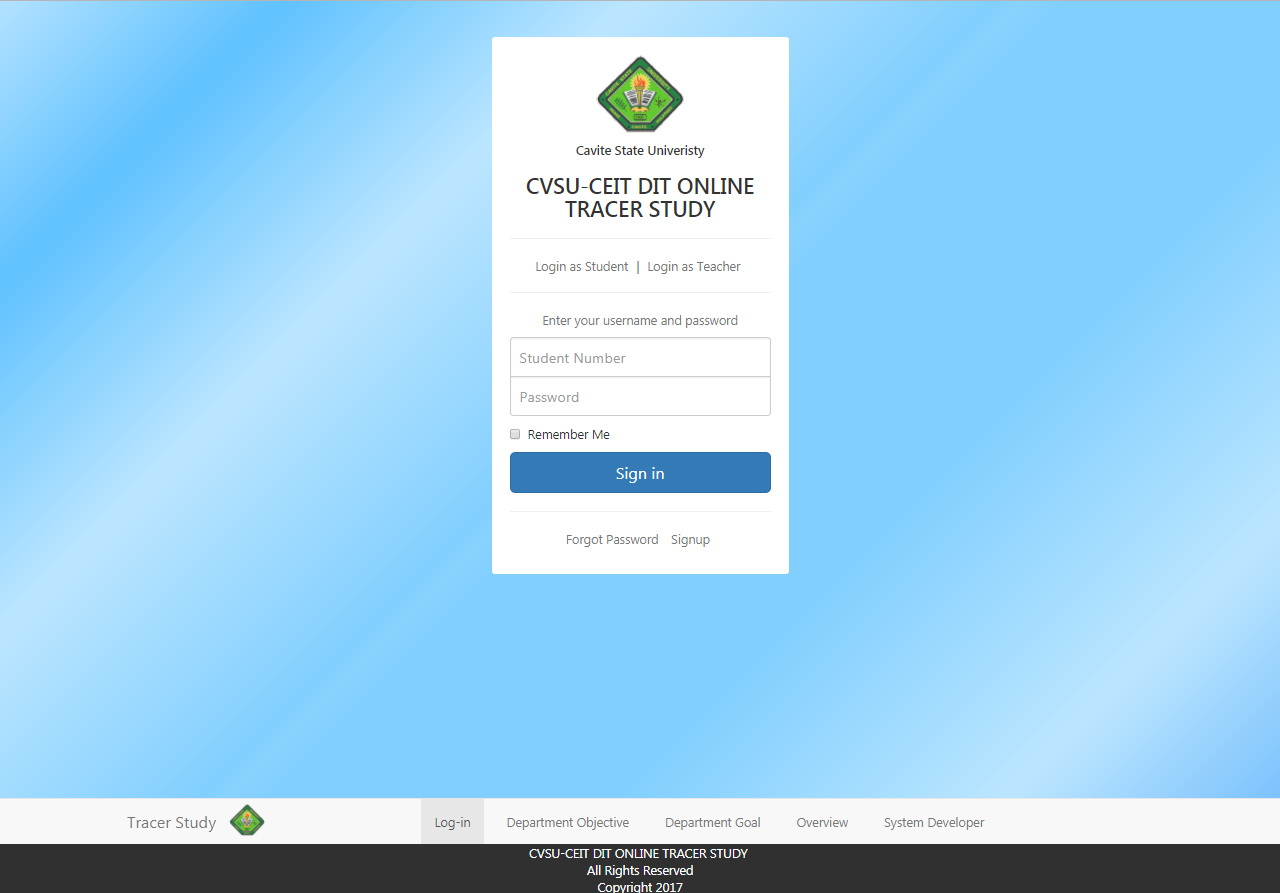 Cavite State Univeristy
CVSU-CEIT DIT ONLINE
TRACER STUDY
Login as Student | Login as Teacher
Enter your username and password
Student Number
Password
Remember Me
Sign in
Forgot Password Signup
Tracer Study Log-in Department Objective Department Goal Overview System Developer
CVSU-CEIT DIT ONLINE TRACER STUDY
All Rights Reserved
Copyright 2017